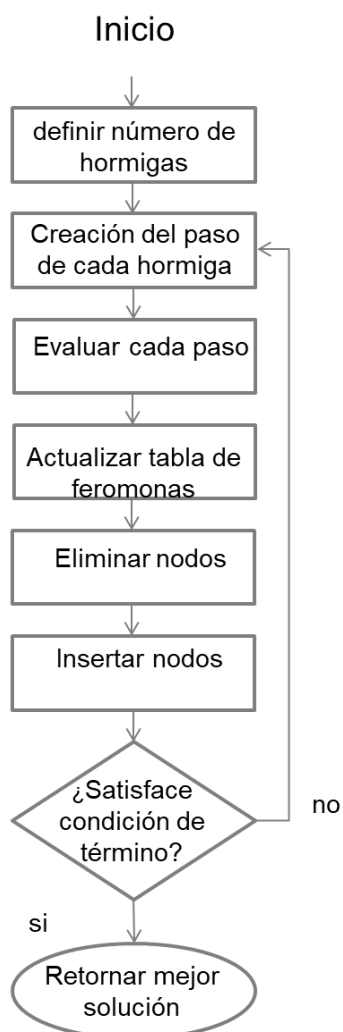 Inicio
definir número de
hormigas
Creación del paso
de cada hormiga
Evaluar cada paso
Actualizar tabla de
feromonas
Eliminar nodos
Insertar nodos
¿Satisface
condición de
término?
no
si
Retornar mejor
solución